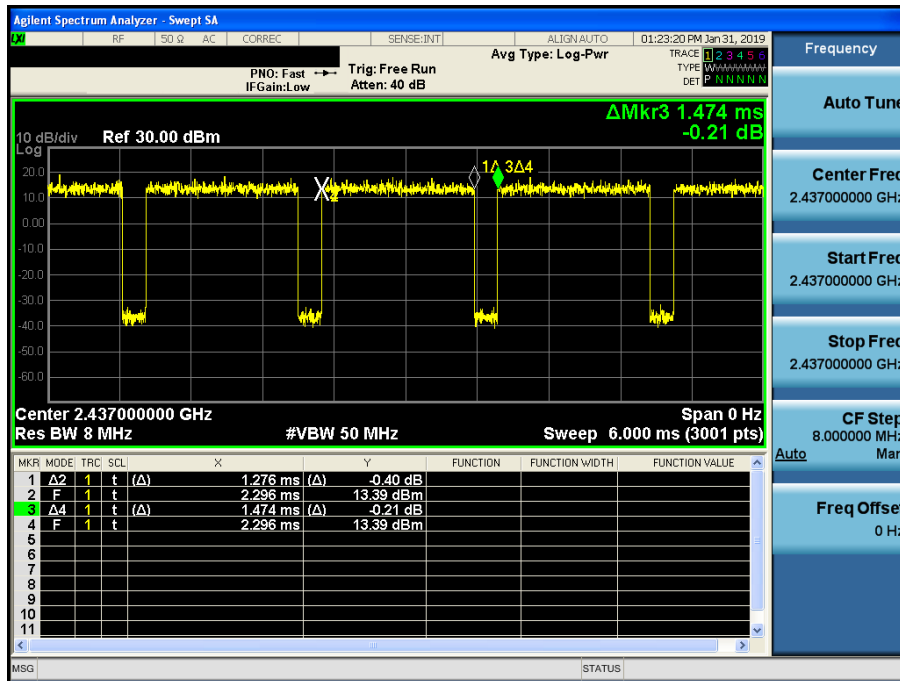 Agilent Spectrum Analyzer - Swept SA
LXI RF 50 Ω AC CORREC SENSE:INT ALIGN AUTO 01:23:20 PM Jan 31, 2019
PNO: Fast Trig: Free Run Avg Type: Log-Pwr TRACE 1 2 3 4 5 6
IFGain:Low Atten: 40 dB TYPE WWWWWWW
DET P N N N N N
ΔMkr3 1.474 ms
-0.21 dB
10 dB/div Ref 30.00 dBm
Log
20.0
10.0
0.00
-10.0
-20.0
-30.0
-40.0
-50.0
-60.0
1Δ 3Δ4
X4
Center 2.437000000 GHz Span 0 Hz
Res BW 8 MHz #VBW 50 MHz Sweep 6.000 ms (3001 pts)
MKR MODE TRC SCL X Y FUNCTION FUNCTION WIDTH FUNCTION VALUE
1 Δ2 1 t (Δ) 1.276 ms (Δ) -0.40 dB
2 F 1 t 2.296 ms 13.39 dBm
3 Δ4 1 t (Δ) 1.474 ms (Δ) -0.21 dB
4 F 1 t 2.296 ms 13.39 dBm
5
6
7
8
9
10
11
MSG STATUS
Frequency
Auto Tune
Center Freq
2.437000000 GHz
Start Freq
2.437000000 GHz
Stop Freq
2.437000000 GHz
CF Step
8.000000 MHz
Auto Man
Freq Offset
0 Hz